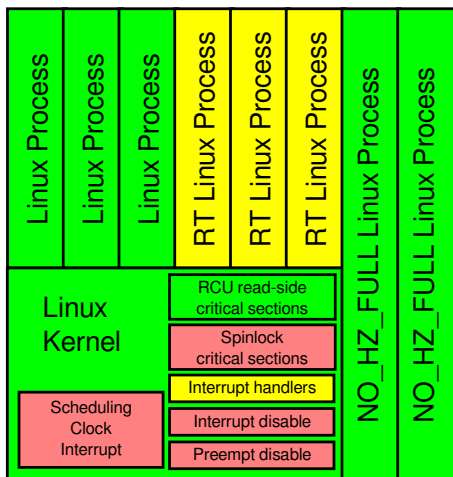 Linux Process
Linux Process
Linux Process
RT Linux Process
RT Linux Process
RT Linux Process
NO_HZ_FULL Linux Process
NO_HZ_FULL Linux Process
Linux
Kernel
RCU read-side
critical sections
Spinlock
critical sections
Interrupt handlers
Scheduling
Clock
Interrupt
Interrupt disable
Preempt disable